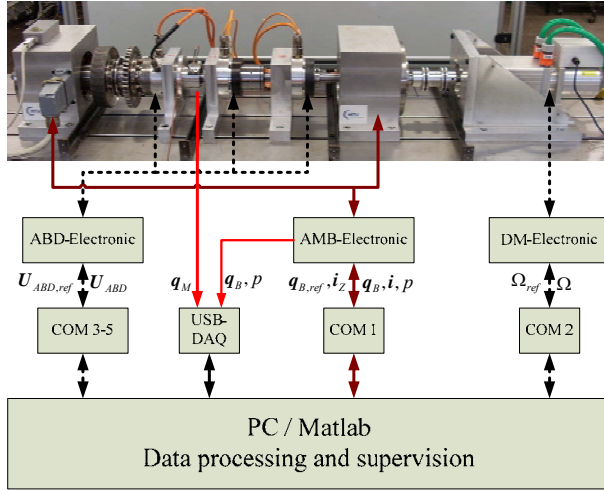 ABD-Electronic
AMB-Electronic
DM-Electronic
U_ABD,ref U_ABD
q_M
q_B, p
q_B,ref, i_Z q_B, i, p
Ω_ref Ω
COM 3-5
USB-
DAQ
COM 1
COM 2
PC / Matlab
Data processing and supervision